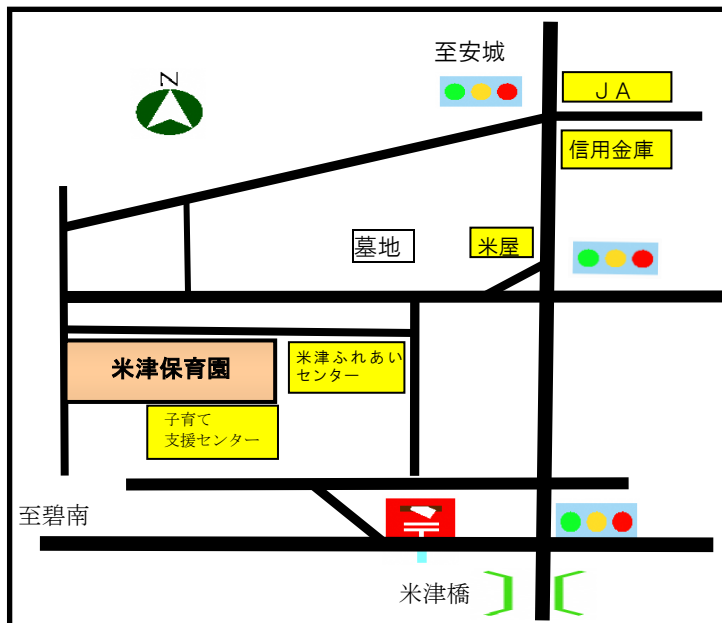 至安城
N
ＪＡ
信用金庫
墓地
米屋
米津保育園
米津ふれあい
センター
子育て
支援センター
至碧南
〒
米津橋